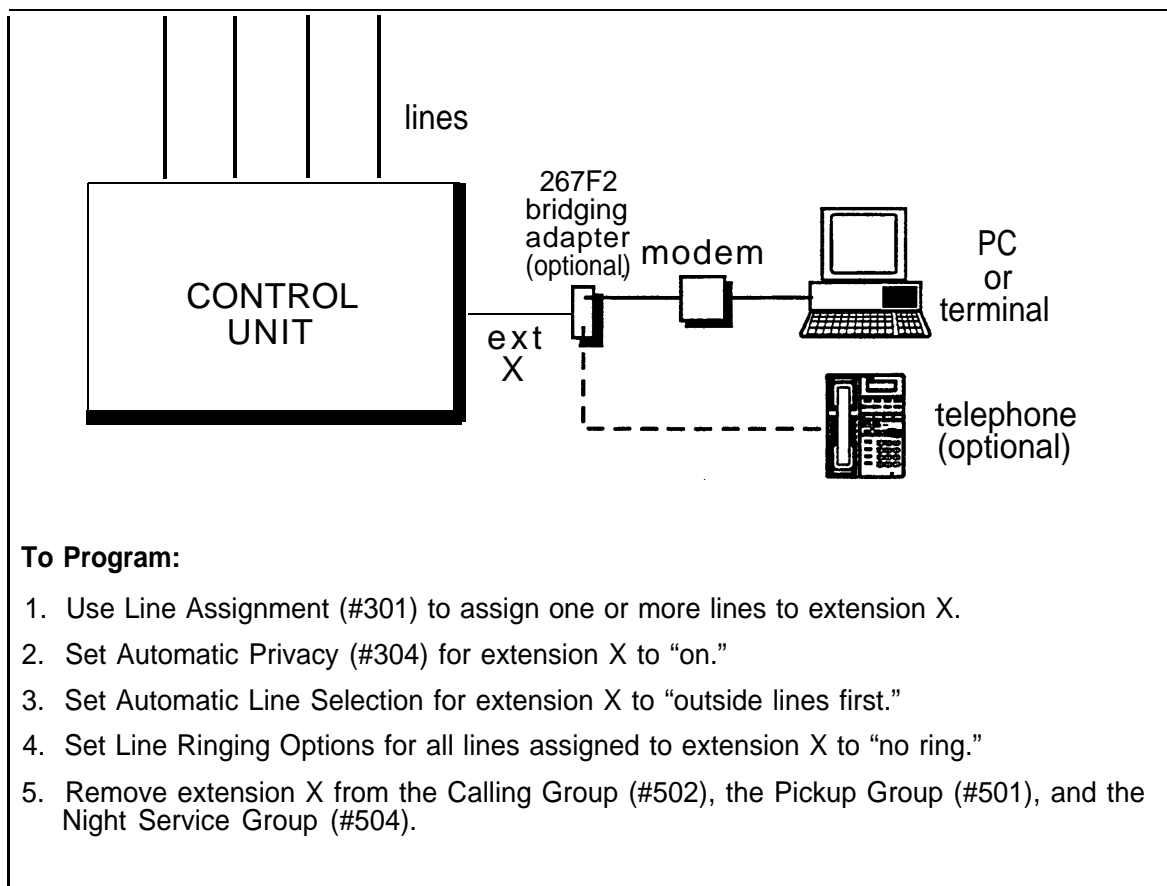 lines
267F2
bridging
adapter
(optional)
modem
PC
or
terminal
CONTROL
UNIT
ext
X
telephone
(optional)
To Program:
1. Use Line Assignment (#301) to assign one or more lines to extension X.
2. Set Automatic Privacy (#304) for extension X to “on.”
3. Set Automatic Line Selection for extension X to “outside lines first.”
4. Set Line Ringing Options for all lines assigned to extension X to “no ring.”
5. Remove extension X from the Calling Group (#502), the Pickup Group (#501), and the
Night Service Group (#504).